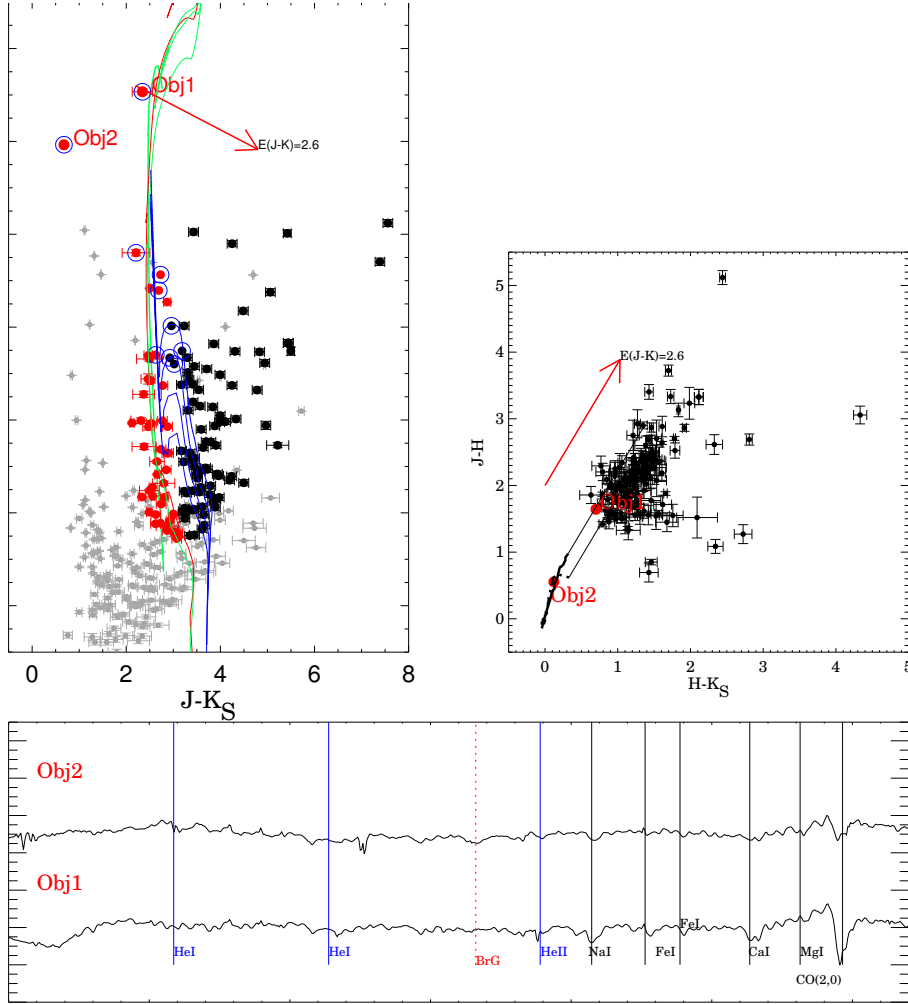 Obj1
Obj2
E(J-K)=2.6
0 2 4 6 8
J-K_S
5
4
3
2
1
0
J-H
E(J-K)=2.6
Obj1
Obj2
0 1 2 3 4 5
H-K_S
Obj2
Obj1
HeI HeI BrG HeII NaI FeI FeI CaI MgI
CO(2,0)